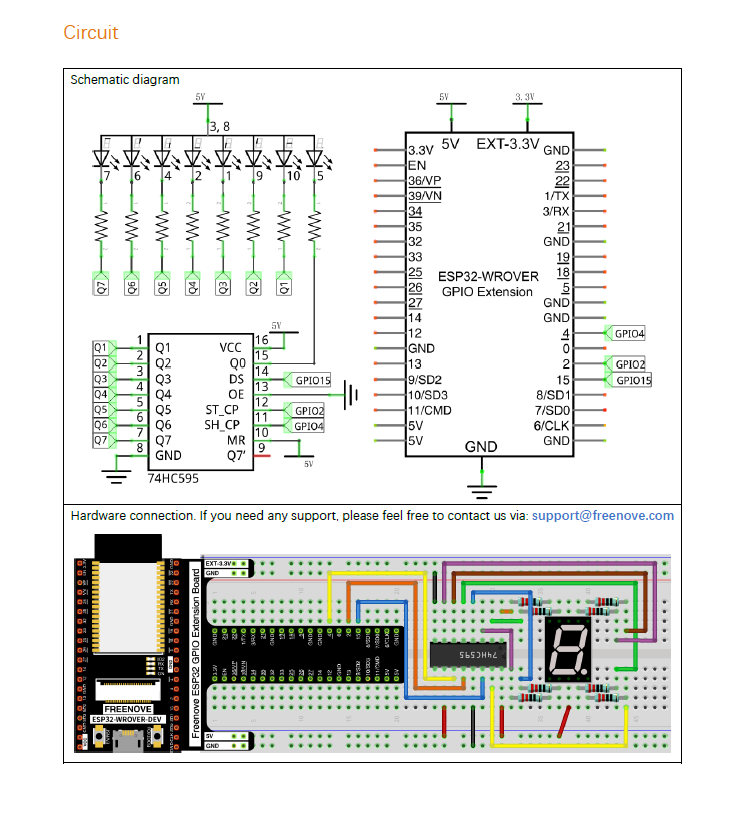 Circuit
Schematic diagram
5V
3, 8
7 6 4 2 1 9 10 5
Q7 Q6 Q5 Q4 Q3 Q2 Q1
5V 3.3V
5V EXT-3.3V
3.3V GND
EN 23
36/VP 22
39/VN 1/TX
34 3/RX
35 21
32 GND
33 19
25 18
26 5
27 GND
14 GND
12 4 GPIO4
GND 0
13 2 GPIO2
9/SD2 15 GPIO15
10/SD3 8/SD1
11/CMD 7/SD0
5V 6/CLK
5V GND
ESP32-WROVER
GPIO Extension
GND
5V
Q1 1 Q1 VCC 16
Q2 2 Q2 Q0 15
Q3 3 Q3 DS 14 GPIO15
Q4 4 Q4 OE 13
Q5 5 Q5 ST_CP 12 GPIO2
Q6 6 Q6 SH_CP 11 GPIO4
Q7 7 Q7 MR 10
8 GND Q7' 9
5V
74HC595
Hardware connection. If you need any support, please feel free to contact us via: support@freenove.com
EXT-3.3V
GND
Freenove ESP32 GPIO Extension Board
74HC595
FREENOVE
ESP32-WROVER-DEV
5V
GND